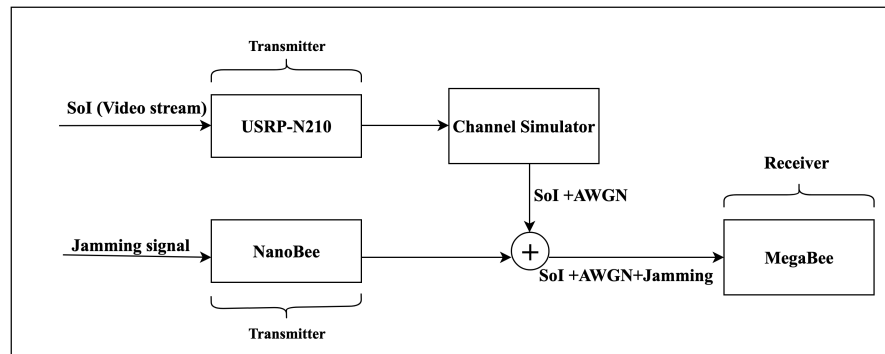 Transmitter
SoI (Video stream)
USRP-N210
Channel Simulator
SoI +AWGN
Receiver
Jamming signal
NanoBee
+
SoI +AWGN+Jamming
MegaBee
Transmitter